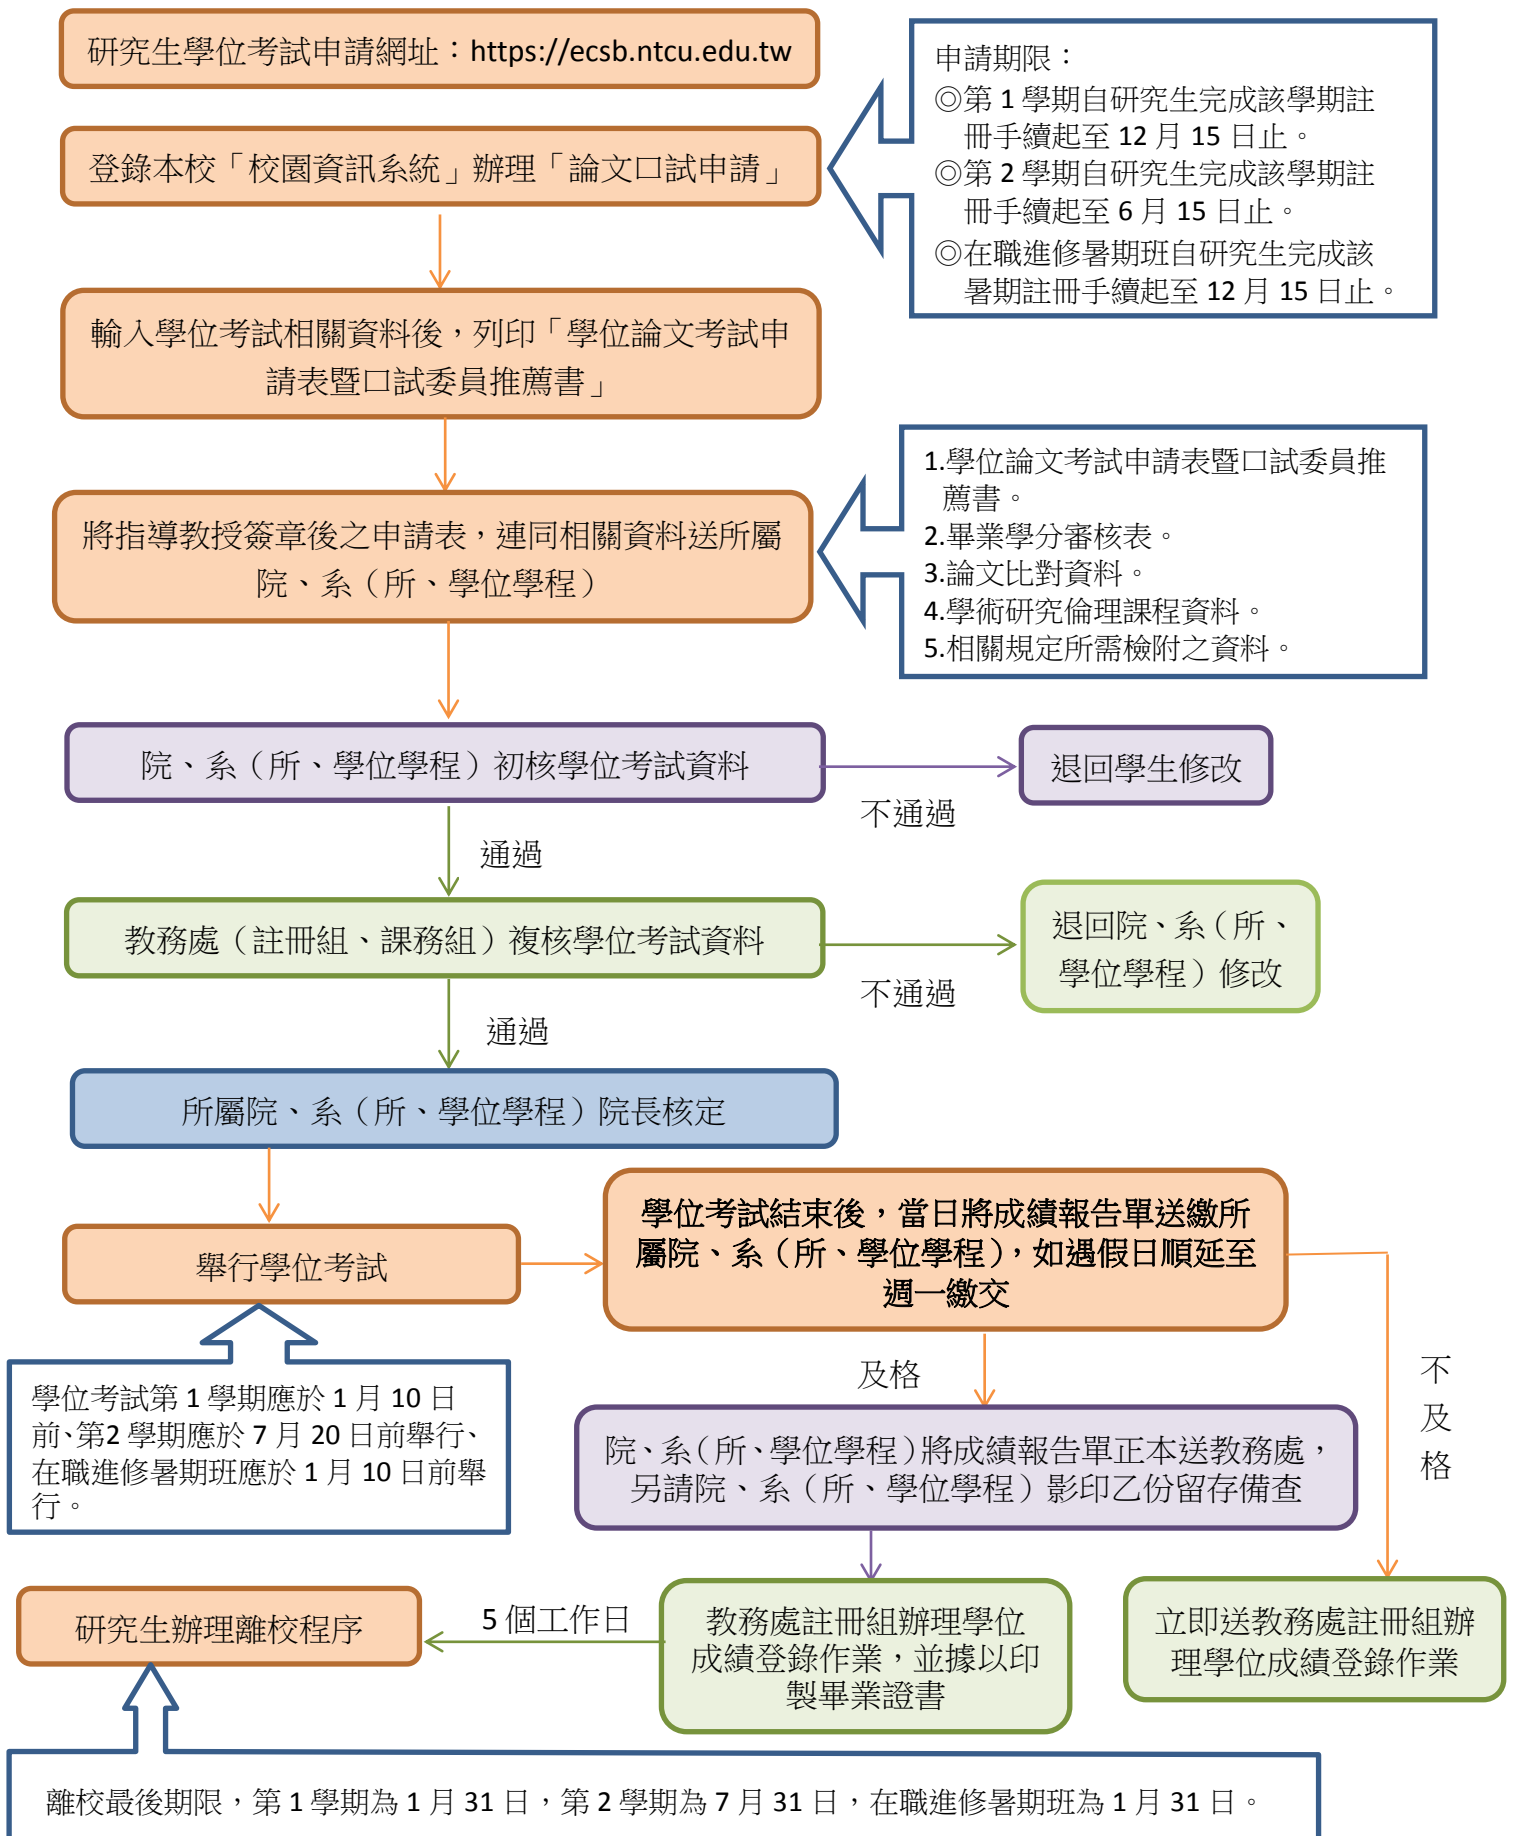 研究生學位考試申請網址：https://ecsb.ntcu.edu.tw
登錄本校「校園資訊系統」辦理「論文口試申請」
申請期限：
◎第 1 學期自研究生完成該學期註
冊手續起至 12 月 15 日止。
◎第 2 學期自研究生完成該學期註
冊手續起至 6 月 15 日止。
◎在職進修暑期班自研究生完成該
暑期註冊手續起至 12 月 15 日止。
輸入學位考試相關資料後，列印「學位論文考試申
請表暨口試委員推薦書」
將指導教授簽章後之申請表，連同相關資料送所屬
院、系（所、學位學程）
1.學位論文考試申請表暨口試委員推
薦書。
2.畢業學分審核表。
3.論文比對資料。
4.學術研究倫理課程資料。
5.相關規定所需檢附之資料。
院、系（所、學位學程）初核學位考試資料
退回學生修改
不通過
通過
教務處（註冊組、課務組）複核學位考試資料
退回院、系（所、
學位學程）修改
不通過
通過
所屬院、系（所、學位學程）院長核定
舉行學位考試
學位考試結束後，當日將成績報告單送繳所
屬院、系（所、學位學程），如遇假日順延至
週一繳交
學位考試第 1 學期應於 1 月 10 日
前、第2 學期應於 7 月 20 日前舉行、
在職進修暑期班應於 1 月 10 日前舉
行。
及格
不
及
格
院、系（所、學位學程）將成績報告單正本送教務處，
另請院、系（所、學位學程）影印乙份留存備查
研究生辦理離校程序
5 個工作日
教務處註冊組辦理學位
成績登錄作業，並據以印
製畢業證書
立即送教務處註冊組辦
理學位成績登錄作業
離校最後期限，第 1 學期為 1 月 31 日，第 2 學期為 7 月 31 日，在職進修暑期班為 1 月 31 日。